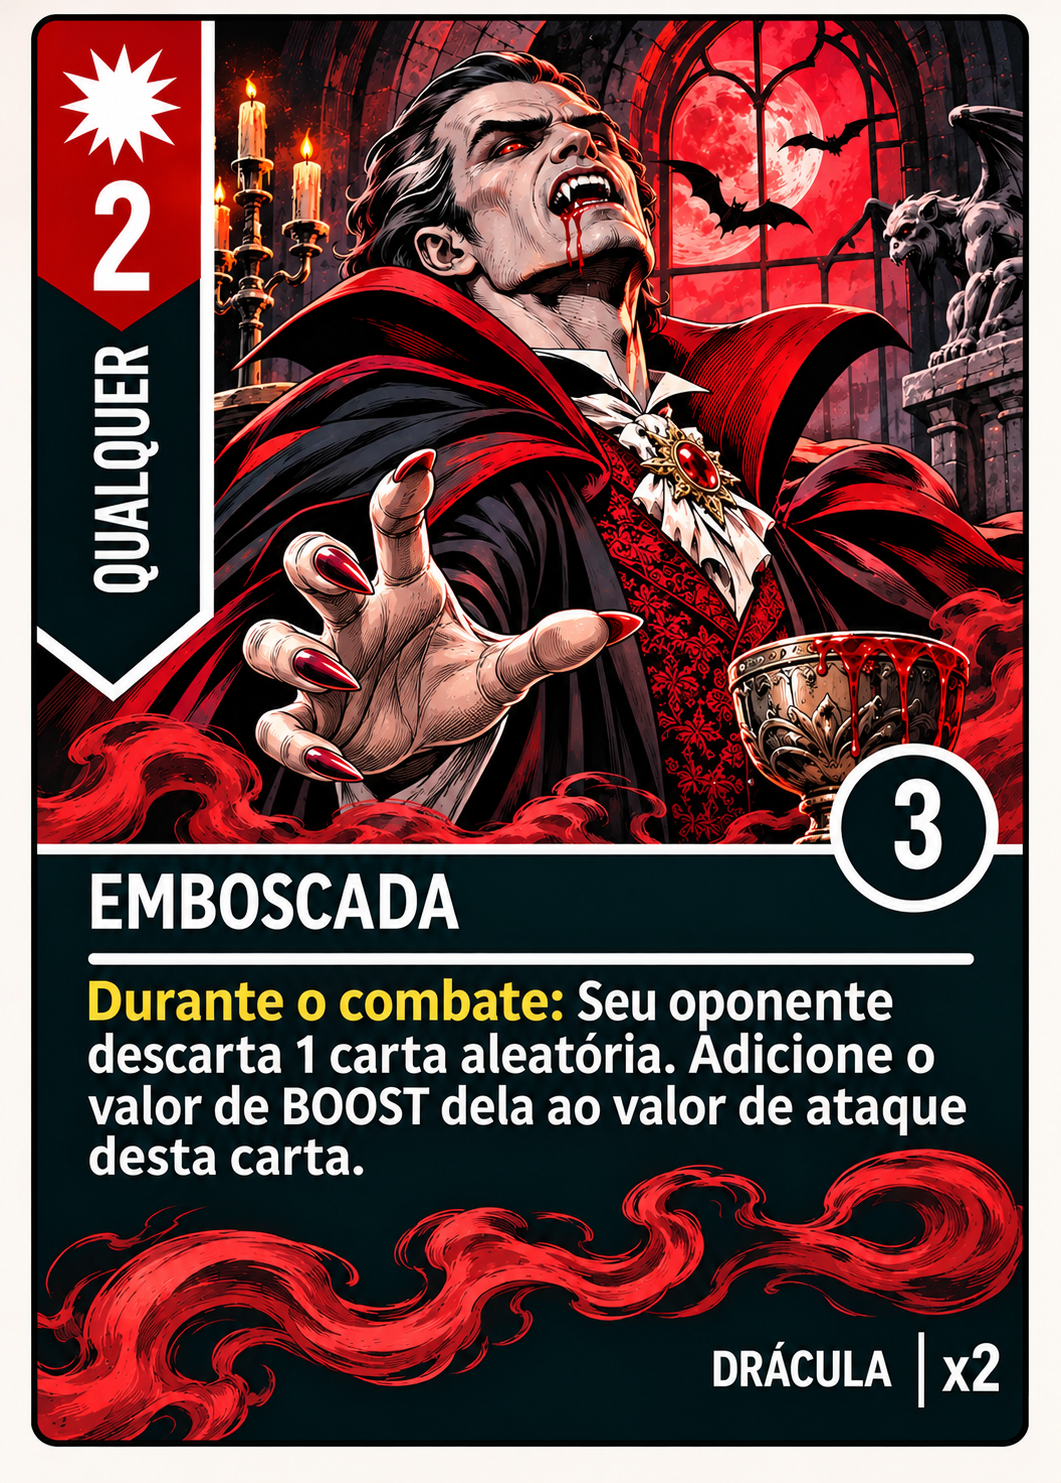 2
QUALQUER
3
EMBOSCADA
Durante o combate: Seu oponente
descarta 1 carta aleatória. Adicione o
valor de BOOST dela ao valor de ataque
desta carta.
DRÁCULA | x2